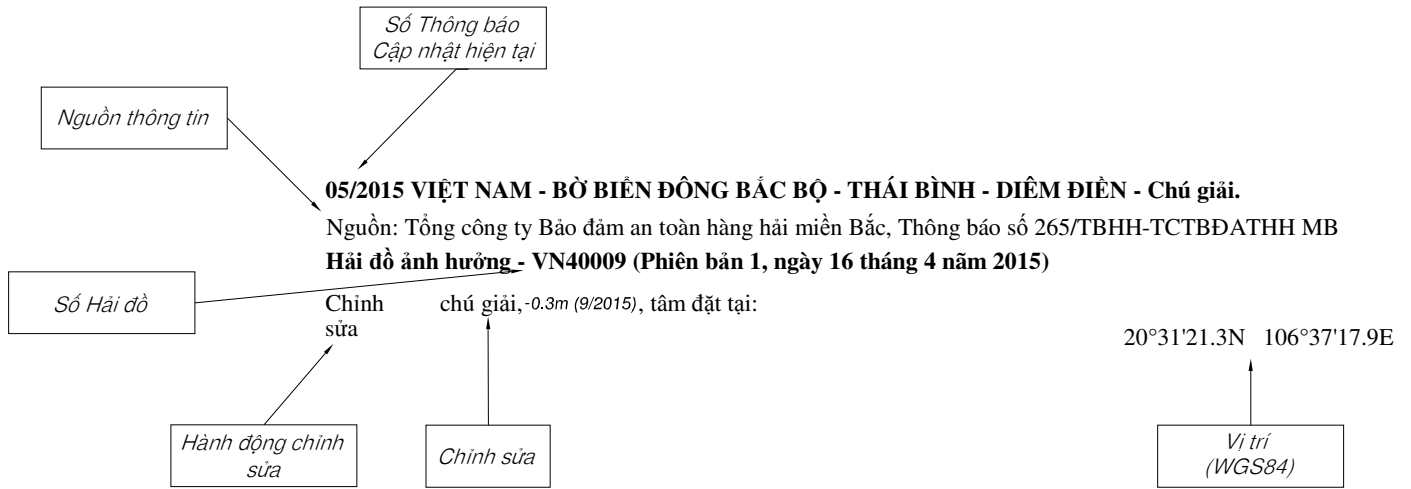 Số Thông báo
Cập nhật hiện tại
Nguồn thông tin
05/2015 VIỆT NAM - BỜ BIỂN ĐÔNG BẮC BỘ - THÁI BÌNH - DIÊM ĐIỀN - Chú giải.
Nguồn: Tổng công ty Bảo đảm an toàn hàng hải miền Bắc, Thông báo số 265/TBHH-TCTBĐATHH MB
Hải đồ ảnh hưởng - VN40009 (Phiên bản 1, ngày 16 tháng 4 năm 2015)
Số Hải đồ
Chỉnh sửa chú giải, -0.3m (9/2015), tâm đặt tại:
20°31'21.3N 106°37'17.9E
Hành động chỉnh
sửa
Chỉnh sửa
Vị trí
(WGS84)